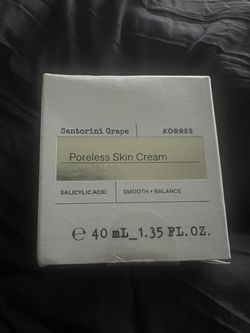 Santorini Grape | KORRES
Poreless Skin Cream
SALICYLIC ACID | SMOOTH + BALANCE
℮ 40 mL_1.35 FL.OZ.